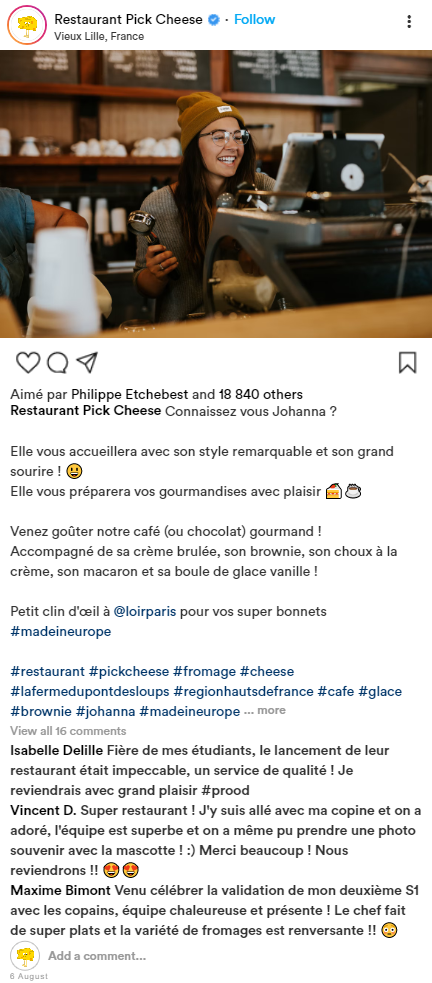 Restaurant Pick Cheese · Follow
Vieux Lille, France
Aimé par Philippe Etchebest and 18 840 others
Restaurant Pick Cheese Connaissez vous Johanna ?
Elle vous accueillera avec son style remarquable et son grand
sourire ! 😃
Elle vous préparera vos gourmandises avec plaisir 🍰☕
Venez goûter notre café (ou chocolat) gourmand !
Accompagné de sa crème brulée, son brownie, son choux à la
crème, son macaron et sa boule de glace vanille !
Petit clin d'œil à @loirparis pour vos super bonnets
#madeineurope
#restaurant #pickcheese #fromage #cheese
#lafermedupontdesloups #regionhautsdefrance #cafe #glace
#brownie #johanna #madeineurope ... more
View all 16 comments
Isabelle Delille Fière de mes étudiants, le lancement de leur
restaurant était impeccable, un service de qualité ! Je
reviendrais avec grand plaisir #prood
Vincent D. Super restaurant ! J'y suis allé avec ma copine et on a
adoré, l'équipe est superbe et on a même pu prendre une photo
souvenir avec la mascotte ! :) Merci beaucoup ! Nous
reviendrons !! 😍😍
Maxime Bimont Venu célébrer la validation de mon deuxième S1
avec les copains, équipe chaleureuse et présente ! Le chef fait
de super plats et la variété de fromages est renversante !! 😳
Add a comment...
6 August